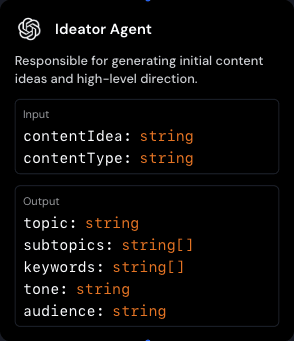 Ideator Agent
Responsible for generating initial content
ideas and high-level direction.
Input
contentIdea: string
contentType: string
Output
topic: string
subtopics: string[]
keywords: string[]
tone: string
audience: string